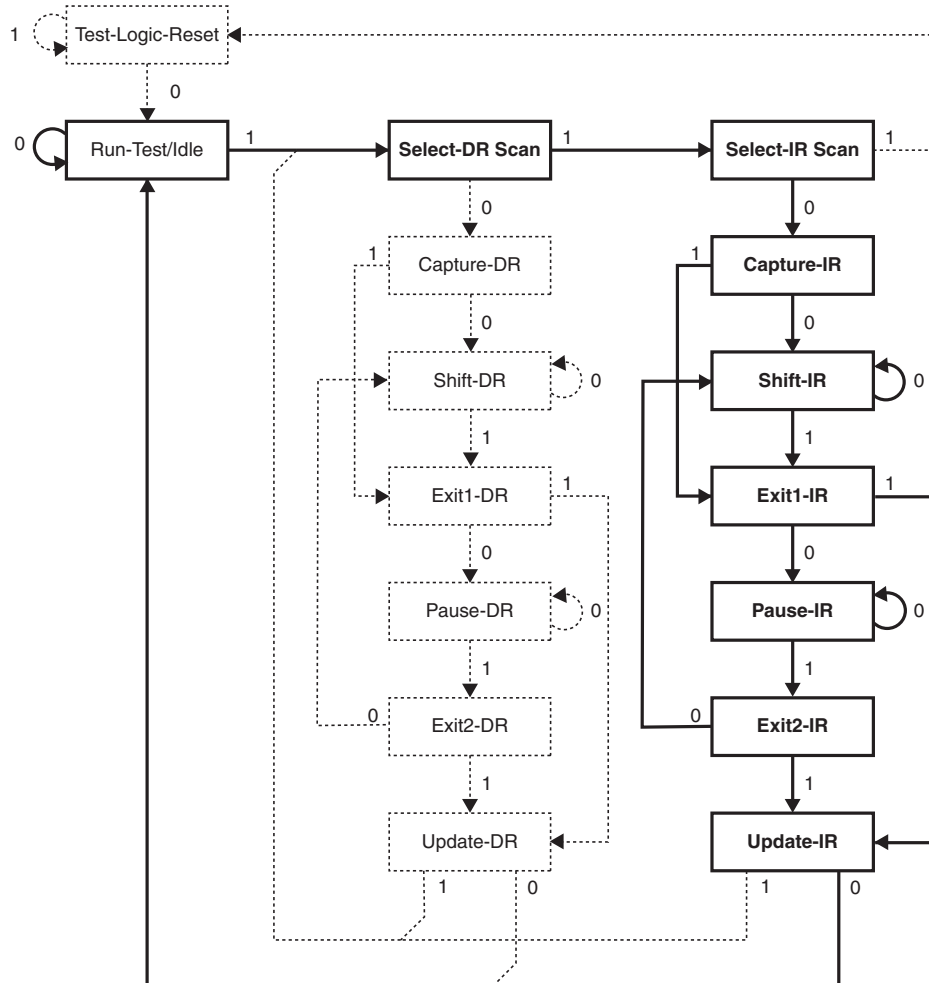 Test-Logic-Reset
1
0
0
Run-Test/Idle
1
Select-DR Scan
1
Select-IR Scan
1
0
0
1
Capture-DR
1
Capture-IR
0
0
Shift-DR
0
Shift-IR
0
1
1
Exit1-DR
1
Exit1-IR
1
0
0
Pause-DR
0
Pause-IR
0
1
1
0
Exit2-DR
0
Exit2-IR
1
1
Update-DR
Update-IR
1
0
1
0